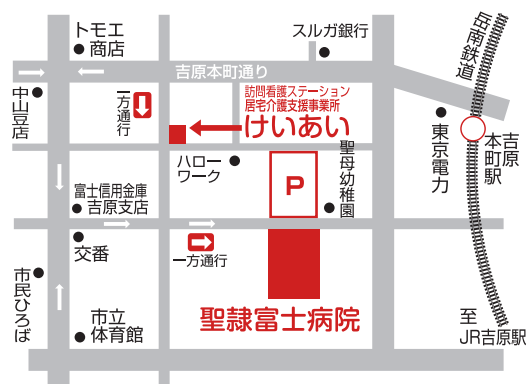 トモエ
商店
スルガ銀行
岳南鉄道
吉原本町通り
中山豆店
一方通行
訪問看護ステーション
居宅介護支援事業所
けいあい
東京電力
吉原
本町駅
ハロー
ワーク
聖母幼稚園
P
富士信用金庫
吉原支店
交番
一方通行
市民ひろば
市立
体育館
聖隷富士病院
至
JR吉原駅